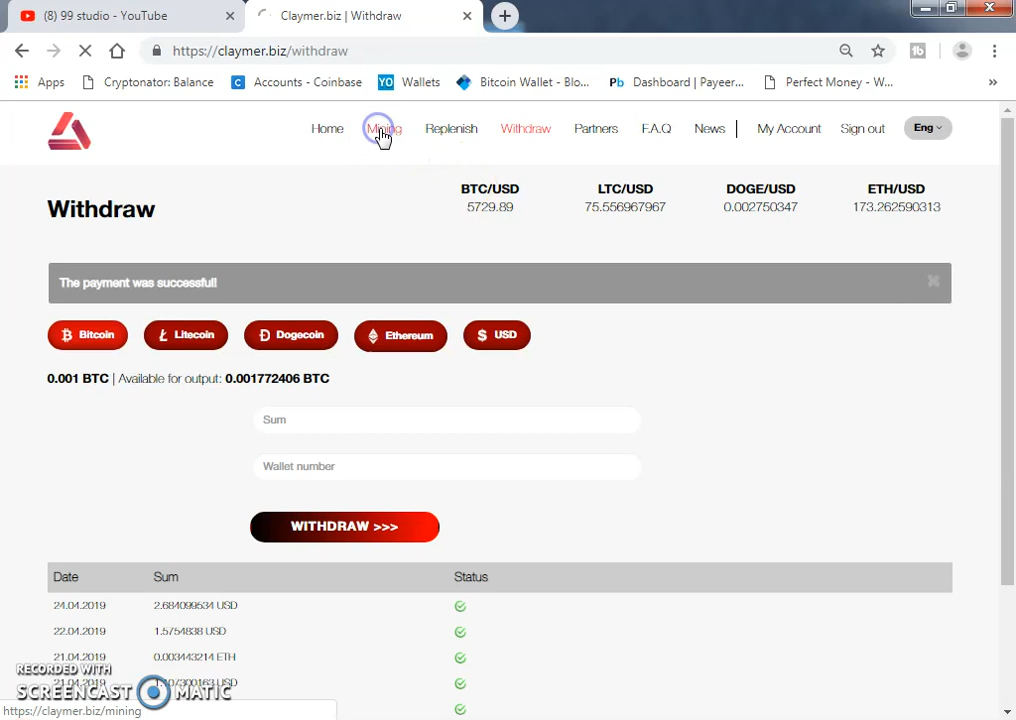 (8) 99 studio - YouTube
Claymer.biz | Withdraw
https://claymer.biz/withdraw
Apps
Cryptonator: Balance
Accounts - Coinbase
Wallets
Bitcoin Wallet - Blo...
Dashboard | Payeer...
Perfect Money - W...
»
Home
Mining
Replenish
Withdraw
Partners
F.A.Q
News
My Account
Sign out
Eng
Withdraw
BTC/USD
5729.89
LTC/USD
75.556967967
DOGE/USD
0.002750347
ETH/USD
173.262590313
The payment was successful!
Bitcoin
Litecoin
Dogecoin
Ethereum
$ USD
0.001 BTC | Available for output: 0.001772406 BTC
Sum
Wallet number
WITHDRAW >>>
Date Sum Status
24.04.2019 2.684099534 USD
22.04.2019 1.5754838 USD
21.04.2019 0.003443214 ETH
RECORDED WITH
SCREENCAST MATIC
https://claymer.biz/mining